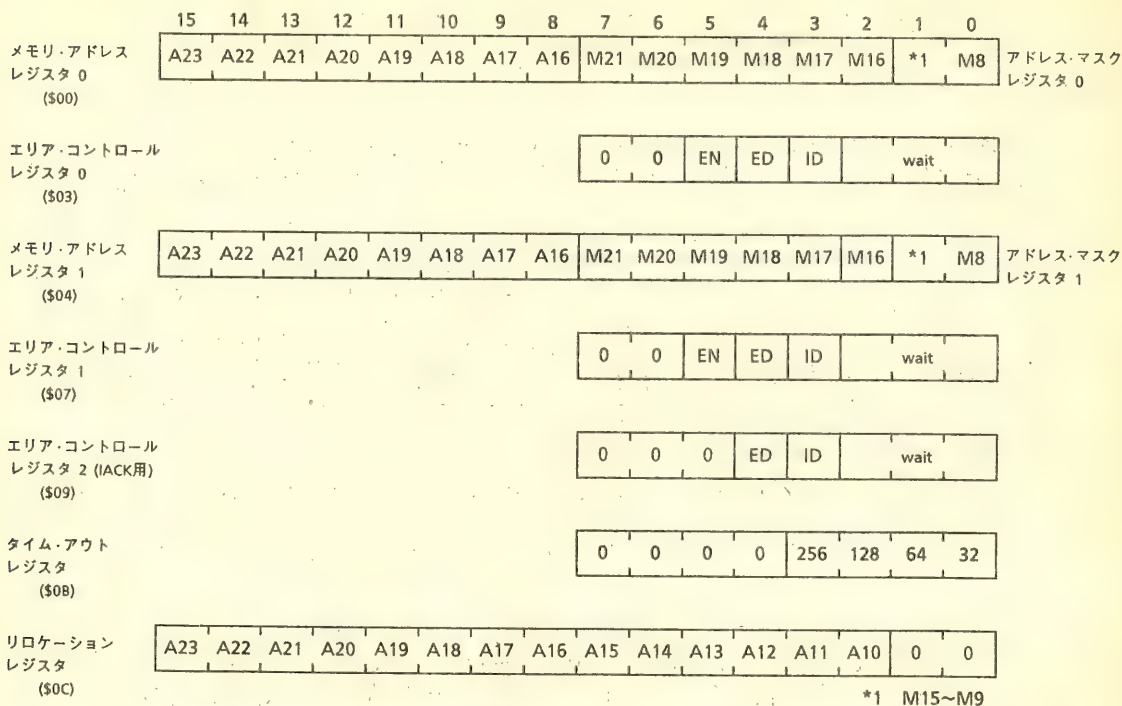 15 14 13 12 11 10 9 8 7 6 5 4 3 2 1 0
メモリ・アドレス
レジスタ 0
($00)
A23 A22 A21 A20 A19 A18 A17 A16 M21 M20 M19 M18 M17 M16 *1 M8
アドレス・マスク
レジスタ 0
エリア・コントロール
レジスタ 0
($03)
0 0 EN ED ID wait
メモリ・アドレス
レジスタ 1
($04)
A23 A22 A21 A20 A19 A18 A17 A16 M21 M20 M19 M18 M17 M16 *1 M8
アドレス・マスク
レジスタ 1
エリア・コントロール
レジスタ 1
($07)
0 0 EN ED ID wait
エリア・コントロール
レジスタ 2 (IACK用)
($09)
0 0 0 ED ID wait
タイム・アウト
レジスタ
($0B)
0 0 0 0 256 128 64 32
リロケーション
レジスタ
($0C)
A23 A22 A21 A20 A19 A18 A17 A16 A15 A14 A13 A12 A11 A10 0 0
*1 M15~M9